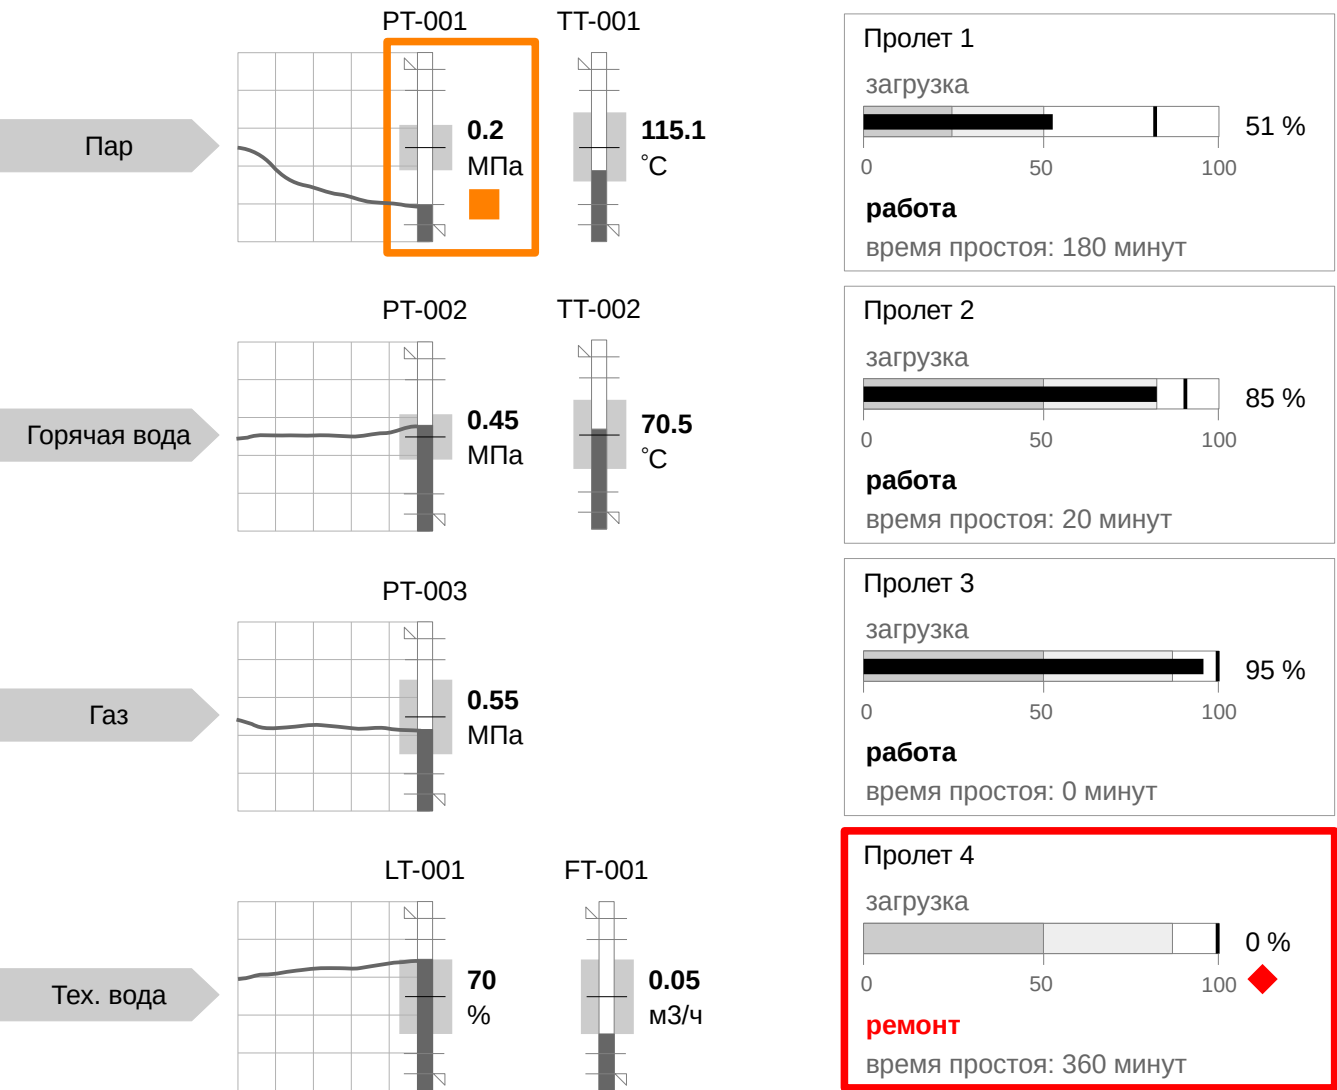 PT-001
TT-001
Пар
0.2
МПа
115.1
°C
PT-002
TT-002
Горячая вода
0.45
МПа
70.5
°C
PT-003
Газ
0.55
МПа
LT-001
FT-001
Тех. вода
70
%
0.05
м3/ч
Пролет 1
загрузка
51 %
0 50 100
работа
время простоя: 180 минут
Пролет 2
загрузка
85 %
0 50 100
работа
время простоя: 20 минут
Пролет 3
загрузка
95 %
0 50 100
работа
время простоя: 0 минут
Пролет 4
загрузка
0 %
0 50 100
ремонт
время простоя: 360 минут